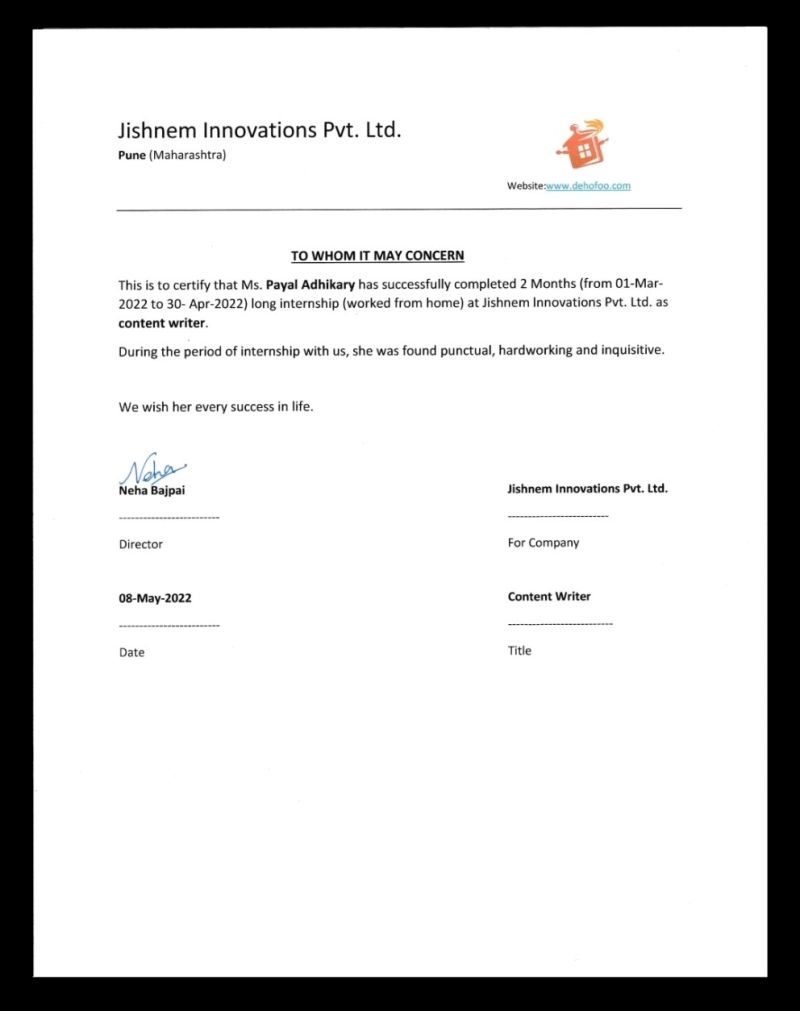 Jishnem Innovations Pvt. Ltd.
Pune (Maharashtra)
Website:www.dehofoo.com
TO WHOM IT MAY CONCERN
This is to certify that Ms. Payal Adhikary has successfully completed 2 Months (from 01-Mar-
2022 to 30- Apr-2022) long internship (worked from home) at Jishnem Innovations Pvt. Ltd. as
content writer.
During the period of internship with us, she was found punctual, hardworking and inquisitive.
We wish her every success in life.
Neha
Neha Bajpai
Jishnem Innovations Pvt. Ltd.
-------------------------
-------------------------
Director
For Company
08-May-2022
Content Writer
-------------------------
--------------------------
Date
Title